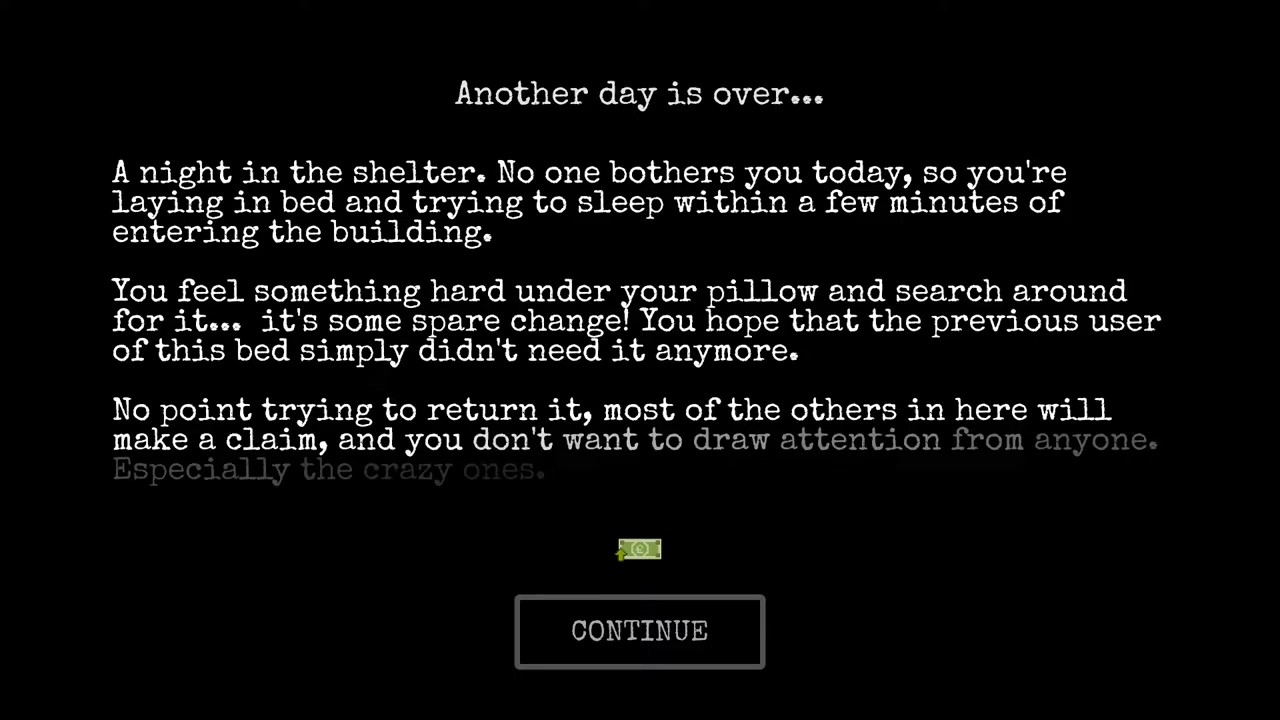 Another day is over...
A night in the shelter. No one bothers you today, so you're
laying in bed and trying to sleep within a few minutes of
entering the building.
You feel something hard under your pillow and search around
for it...  it's some spare change! You hope that the previous user
of this bed simply didn't need it anymore.
No point trying to return it, most of the others in here will
make a claim, and you don't want to draw attention from anyone.
Especially the crazy ones.
£
CONTINUE